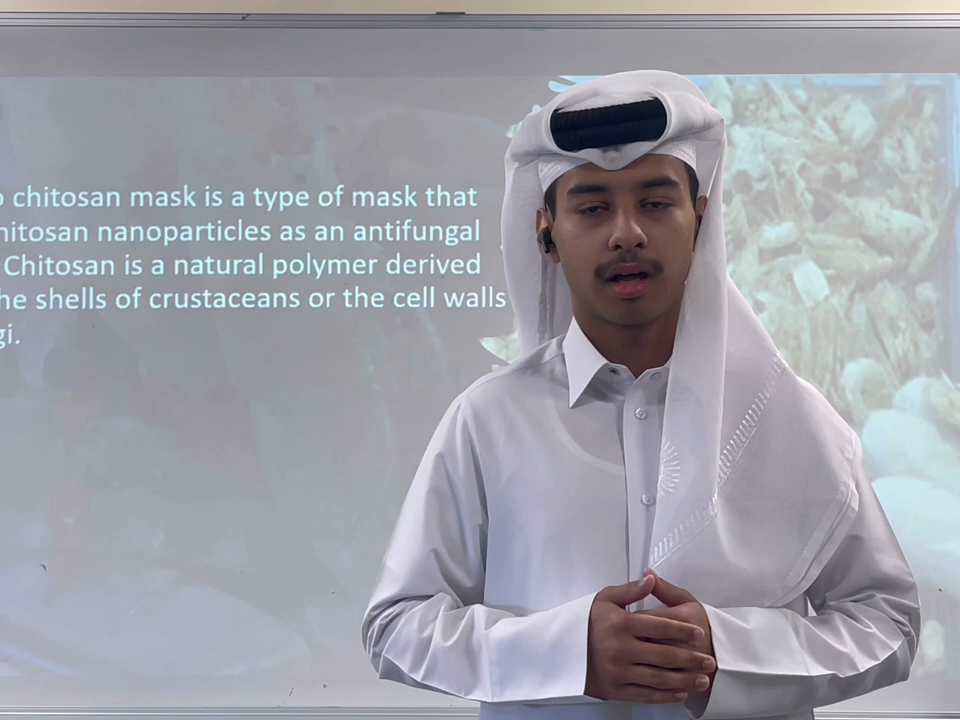 chitosan mask is a type of mask that
hitosan nanoparticles as an antifungal
Chitosan is a natural polymer derived
he shells of crustaceans or the cell walls
gi.